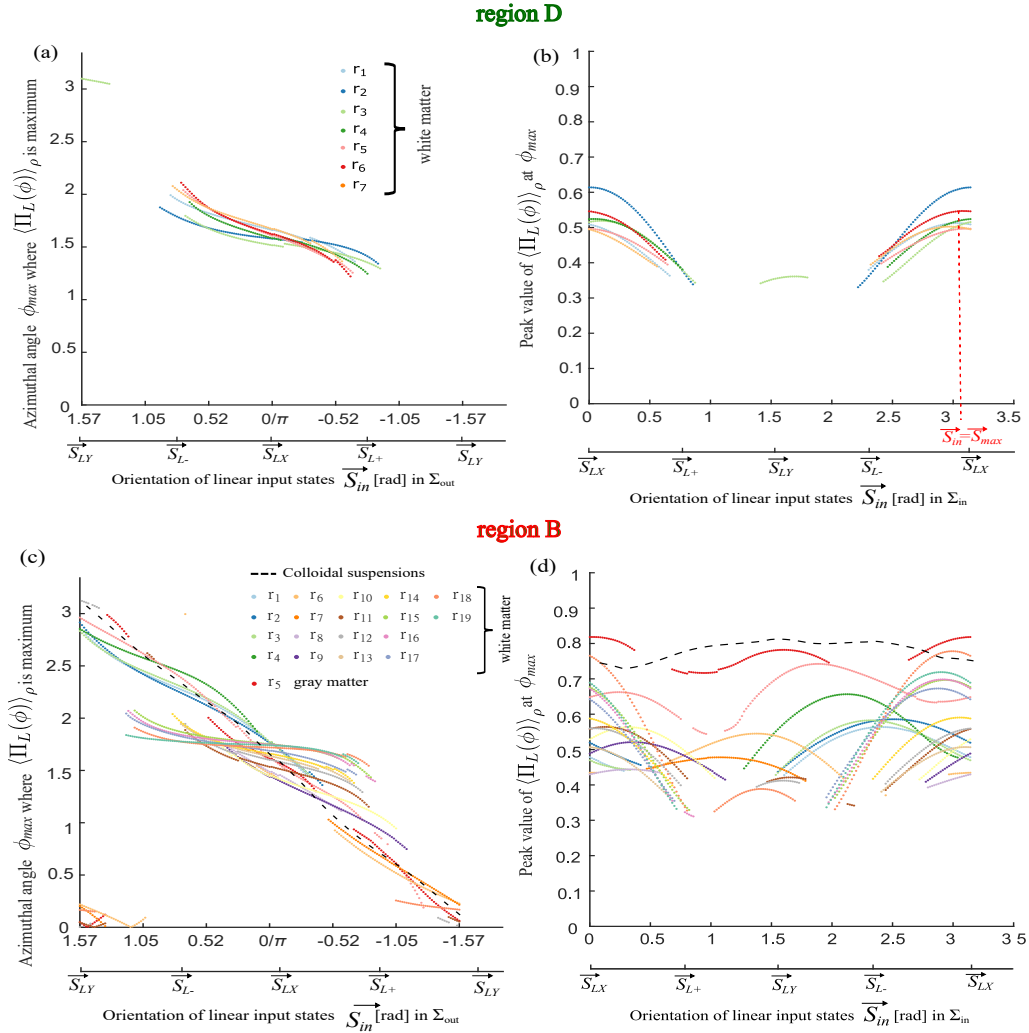 region D
(a)
Azimuthal angle ϕmax where ⟨ΠL(ϕ)⟩ρ is maximum
3
2.5
2
1.5
1
0.5
0
1.57 1.05 0.52 0/π -0.52 -1.05 -1.57
r1
r2
r3
r4
r5
r6
r7
white matter
SLY SL- SLX SL+ SLY
Orientation of linear input states Sin [rad] in Σout
(b)
Peak value of ⟨ΠL(ϕ)⟩ρ at ϕmax
1
0.9
0.8
0.7
0.6
0.5
0.4
0.3
0.2
0.1
0
0 0.5 1 1.5 2 2.5 3 3.5
Sin=Smax
SLX SL+ SLY SL- SLX
Orientation of linear input states Sin [rad] in Σin
region B
(c)
Azimuthal angle ϕmax where ⟨ΠL(ϕ)⟩ρ is maximum
3
2.5
2
1.5
1
0.5
0
1.57 1.05 0.52 0/π -0.52 -1.05 -1.57
Colloidal suspensions
r1 r6 r10 r14 r18
r2 r7 r11 r15 r19
r3 r8 r12 r16
r4 r9 r13 r17
r5 gray matter
white matter
SLY SL- SLX SL+ SLY
Orientation of linear input states Sin [rad] in Σout
(d)
Peak value of ⟨ΠL(ϕ)⟩ρ at ϕmax
1
0.9
0.8
0.7
0.6
0.5
0.4
0.3
0.2
0.1
0
0 0.5 1 1.5 2 2.5 3 3.5
SLX SL+ SLY SL- SLX
Orientation of linear input states Sin [rad] in Σin